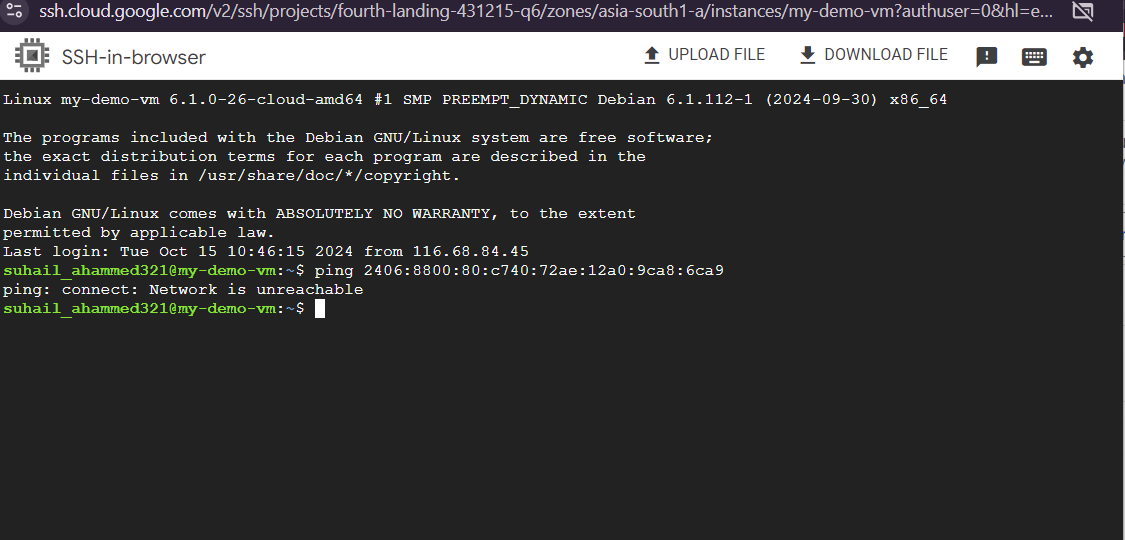 ssh.cloud.google.com/v2/ssh/projects/fourth-landing-431215-q6/zones/asia-south1-a/instances/my-demo-vm?authuser=0&hl=e...
SSH-in-browser
UPLOAD FILE
DOWNLOAD FILE
Linux my-demo-vm 6.1.0-26-cloud-amd64 #1 SMP PREEMPT_DYNAMIC Debian 6.1.112-1 (2024-09-30) x86_64
The programs included with the Debian GNU/Linux system are free software;
the exact distribution terms for each program are described in the
individual files in /usr/share/doc/*/copyright.
Debian GNU/Linux comes with ABSOLUTELY NO WARRANTY, to the extent
permitted by applicable law.
Last login: Tue Oct 15 10:46:15 2024 from 116.68.84.45
suhail_ahammed321@my-demo-vm:~$ ping 2406:8800:80:c740:72ae:12a0:9ca8:6ca9
ping: connect: Network is unreachable
suhail_ahammed321@my-demo-vm:~$